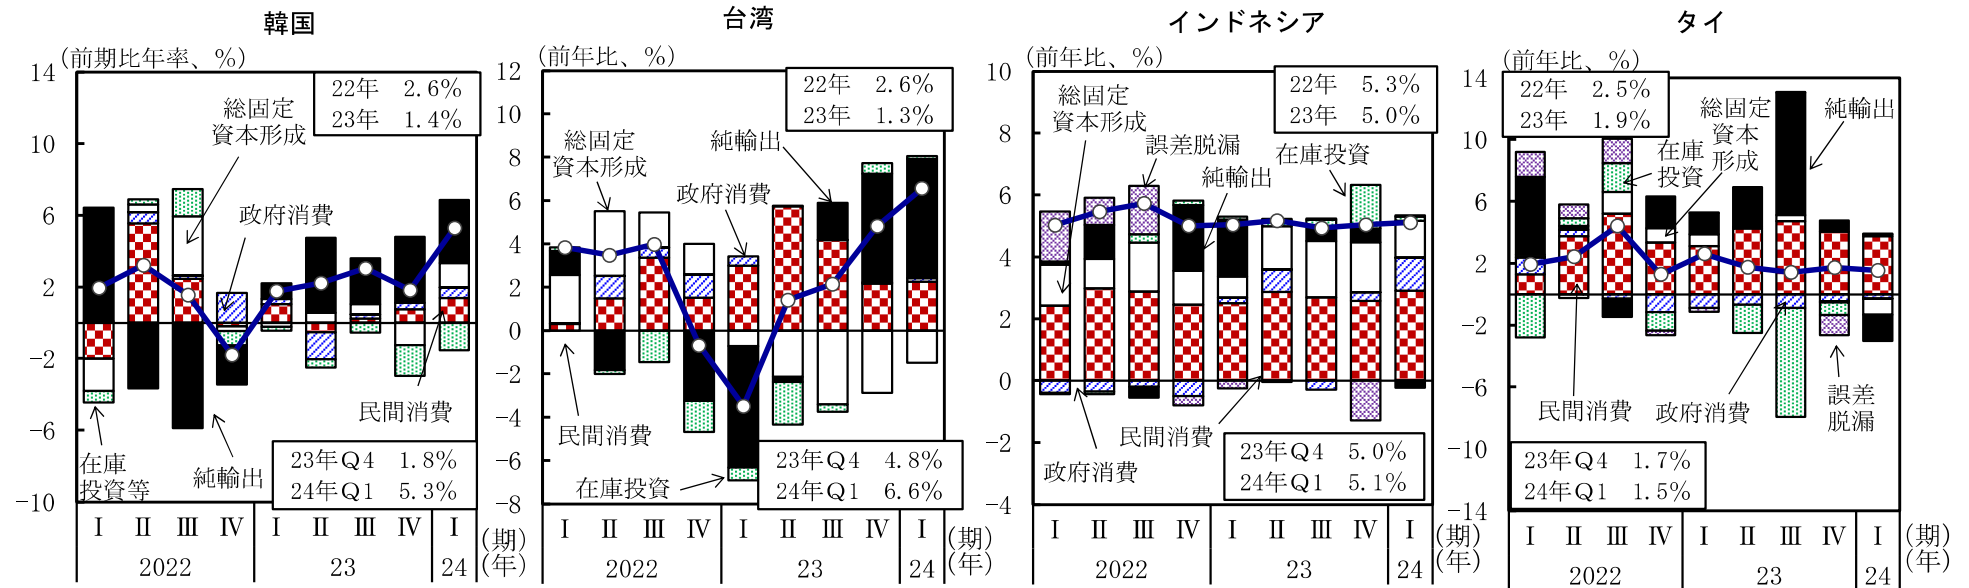 韓国
(前期比年率、%)
14
10
6
2
-2
-6
-10
22年 2.6%
23年 1.4%
総固定
資本形成
政府消費
民間消費
在庫
投資等
純輸出
23年Q4 1.8%
24年Q1 5.3%
Ⅰ Ⅱ Ⅲ Ⅳ Ⅰ Ⅱ Ⅲ Ⅳ Ⅰ
(期)
2022 23 24
(年)
台湾
(前年比、%)
12
10
8
6
4
2
0
-2
-4
-6
-8
22年 2.6%
23年 1.3%
総固定
資本形成
純輸出
政府消費
民間消費
在庫投資
23年Q4 4.8%
24年Q1 6.6%
Ⅰ Ⅱ Ⅲ Ⅳ Ⅰ Ⅱ Ⅲ Ⅳ Ⅰ
(期)
2022 23 24
(年)
インドネシア
(前年比、%)
10
8
6
4
2
0
-2
-4
22年 5.3%
23年 5.0%
総固定
資本形成
誤差脱漏
純輸出
在庫投資
民間消費
政府消費
23年Q4 5.0%
24年Q1 5.1%
Ⅰ Ⅱ Ⅲ Ⅳ Ⅰ Ⅱ Ⅲ Ⅳ Ⅰ
(期)
2022 23 24
(年)
タイ
(前年比、%)
14
10
6
2
-2
-6
-10
-14
22年 2.5%
23年 1.9%
在庫
投資
総固定
資本
形成
純輸出
民間消費
政府消費
誤差
脱漏
23年Q4 1.7%
24年Q1 1.5%
Ⅰ Ⅱ Ⅲ Ⅳ Ⅰ Ⅱ Ⅲ Ⅳ Ⅰ
(期)
2022 23 24
(年)